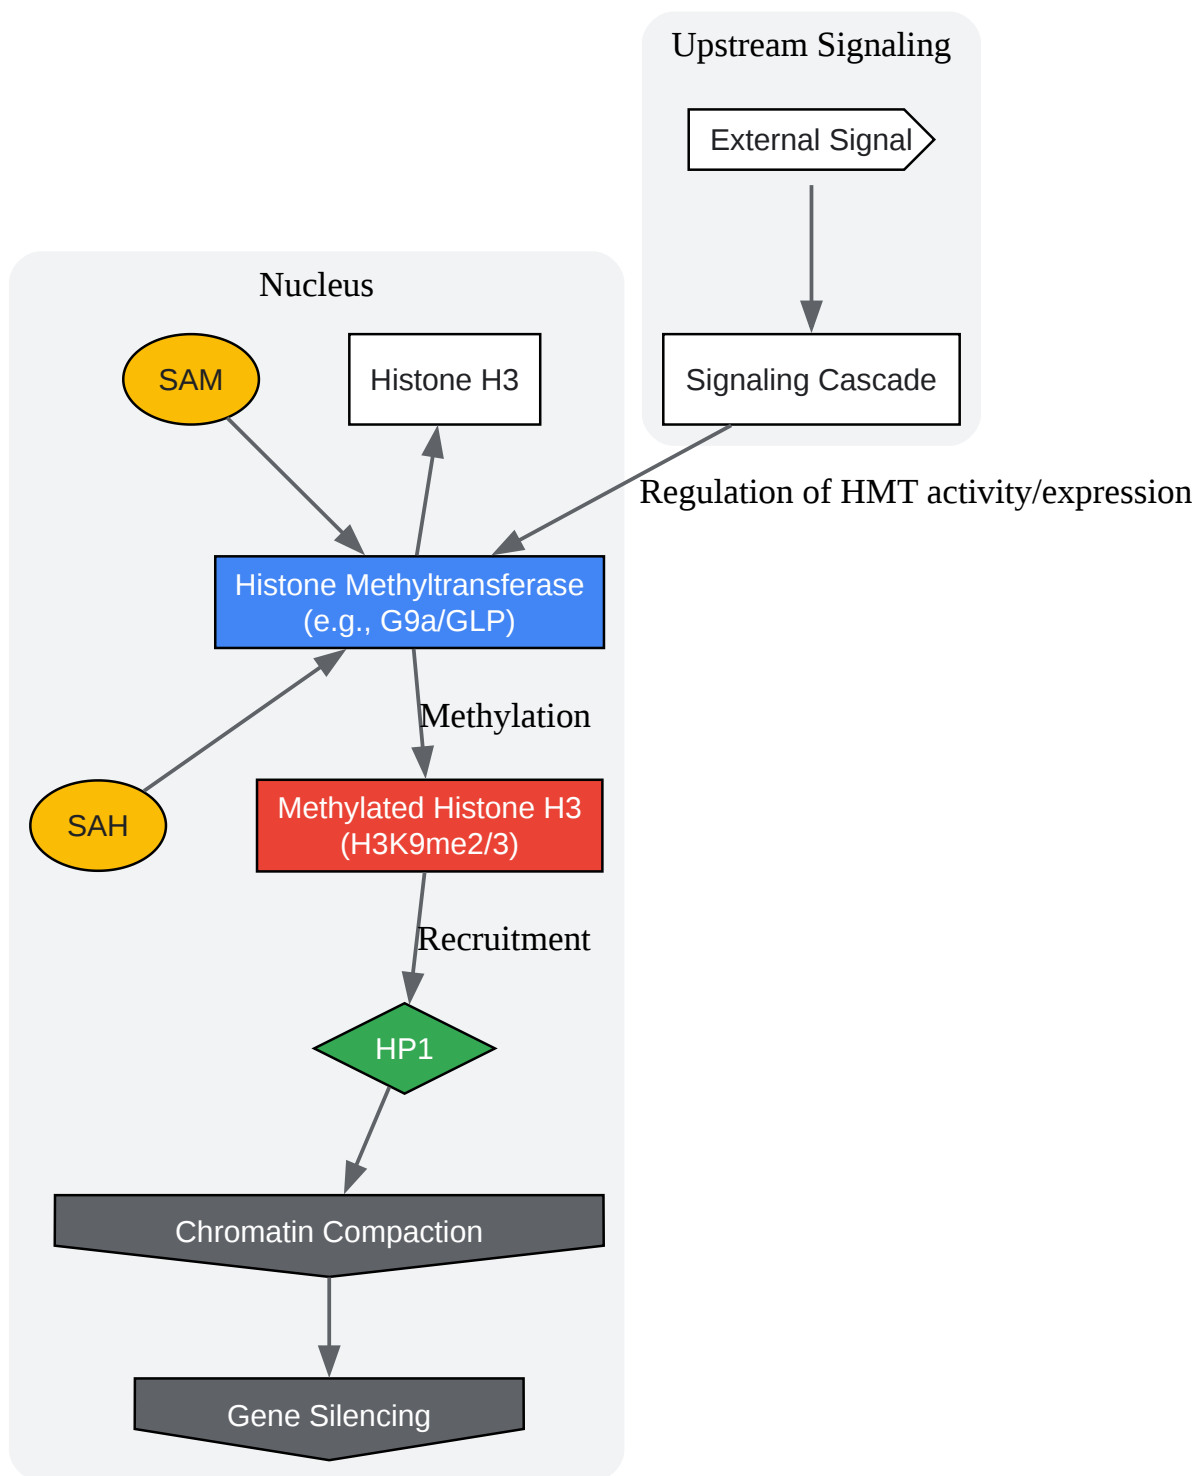 Upstream Signaling
External Signal
Nucleus
SAM
Histone H3
Signaling Cascade
Regulation of HMT activity/expression
Histone Methyltransferase
(e.g., G9a/GLP)
Methylation
SAH
Methylated Histone H3
(H3K9me2/3)
Recruitment
HP1
Chromatin Compaction
Gene Silencing